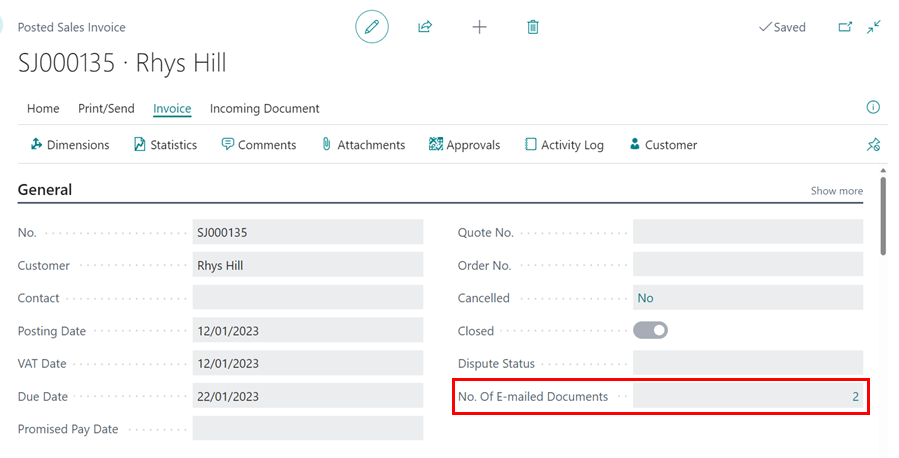 Posted Sales Invoice
Saved
SJ000135 · Rhys Hill
Home Print/Send Invoice Incoming Document
Dimensions Statistics Comments Attachments Approvals Activity Log Customer
General Show more
No. SJ000135 Quote No.
Customer Rhys Hill Order No.
Contact Cancelled No
Posting Date 12/01/2023 Closed
VAT Date 12/01/2023 Dispute Status
Due Date 22/01/2023 No. Of E-mailed Documents 2
Promised Pay Date